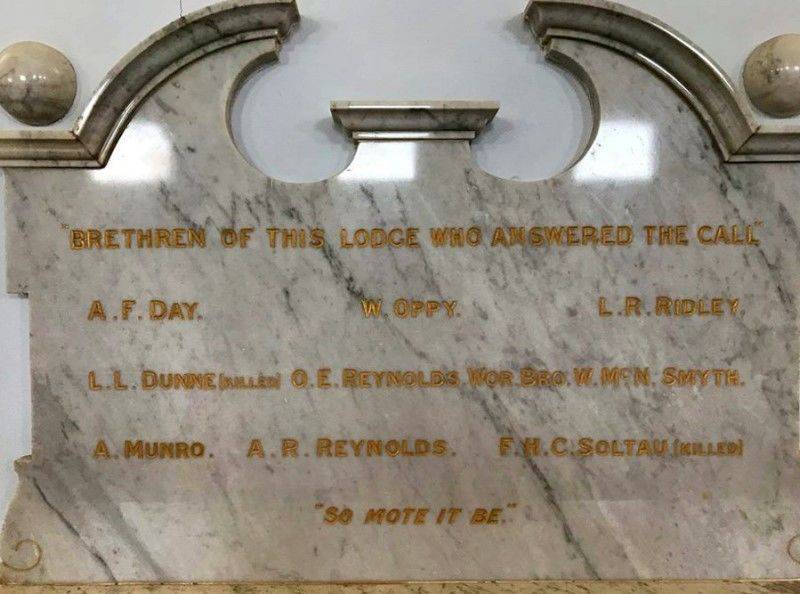 "BRETHREN OF THIS LODGE WHO ANSWERED THE CALL"
A.F. DAY. W. OPPY. L.R. RIDLEY.
L.L. DUNNE (KILLED) O.E. REYNOLDS. WOR. BRO. W. McN. SMYTH.
A. MUNRO. A.R. REYNOLDS. F.H.C. SOLTAU (KILLED)
"SO MOTE IT BE."